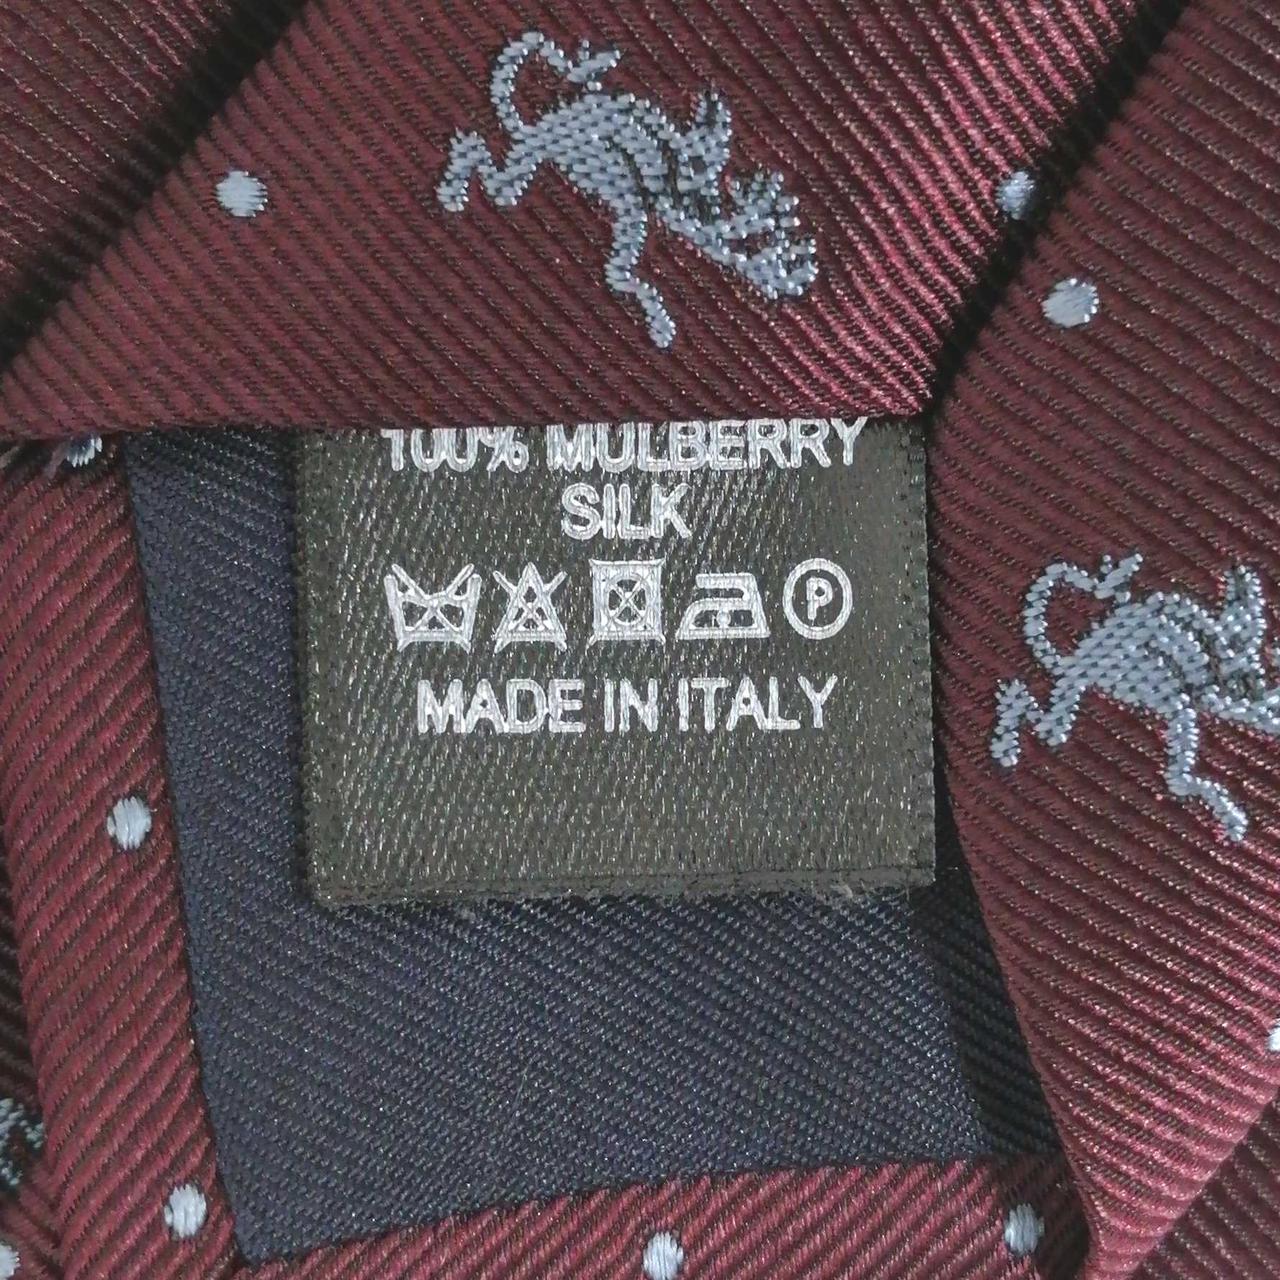 100% MULBERRY
SILK
P
MADE IN ITALY